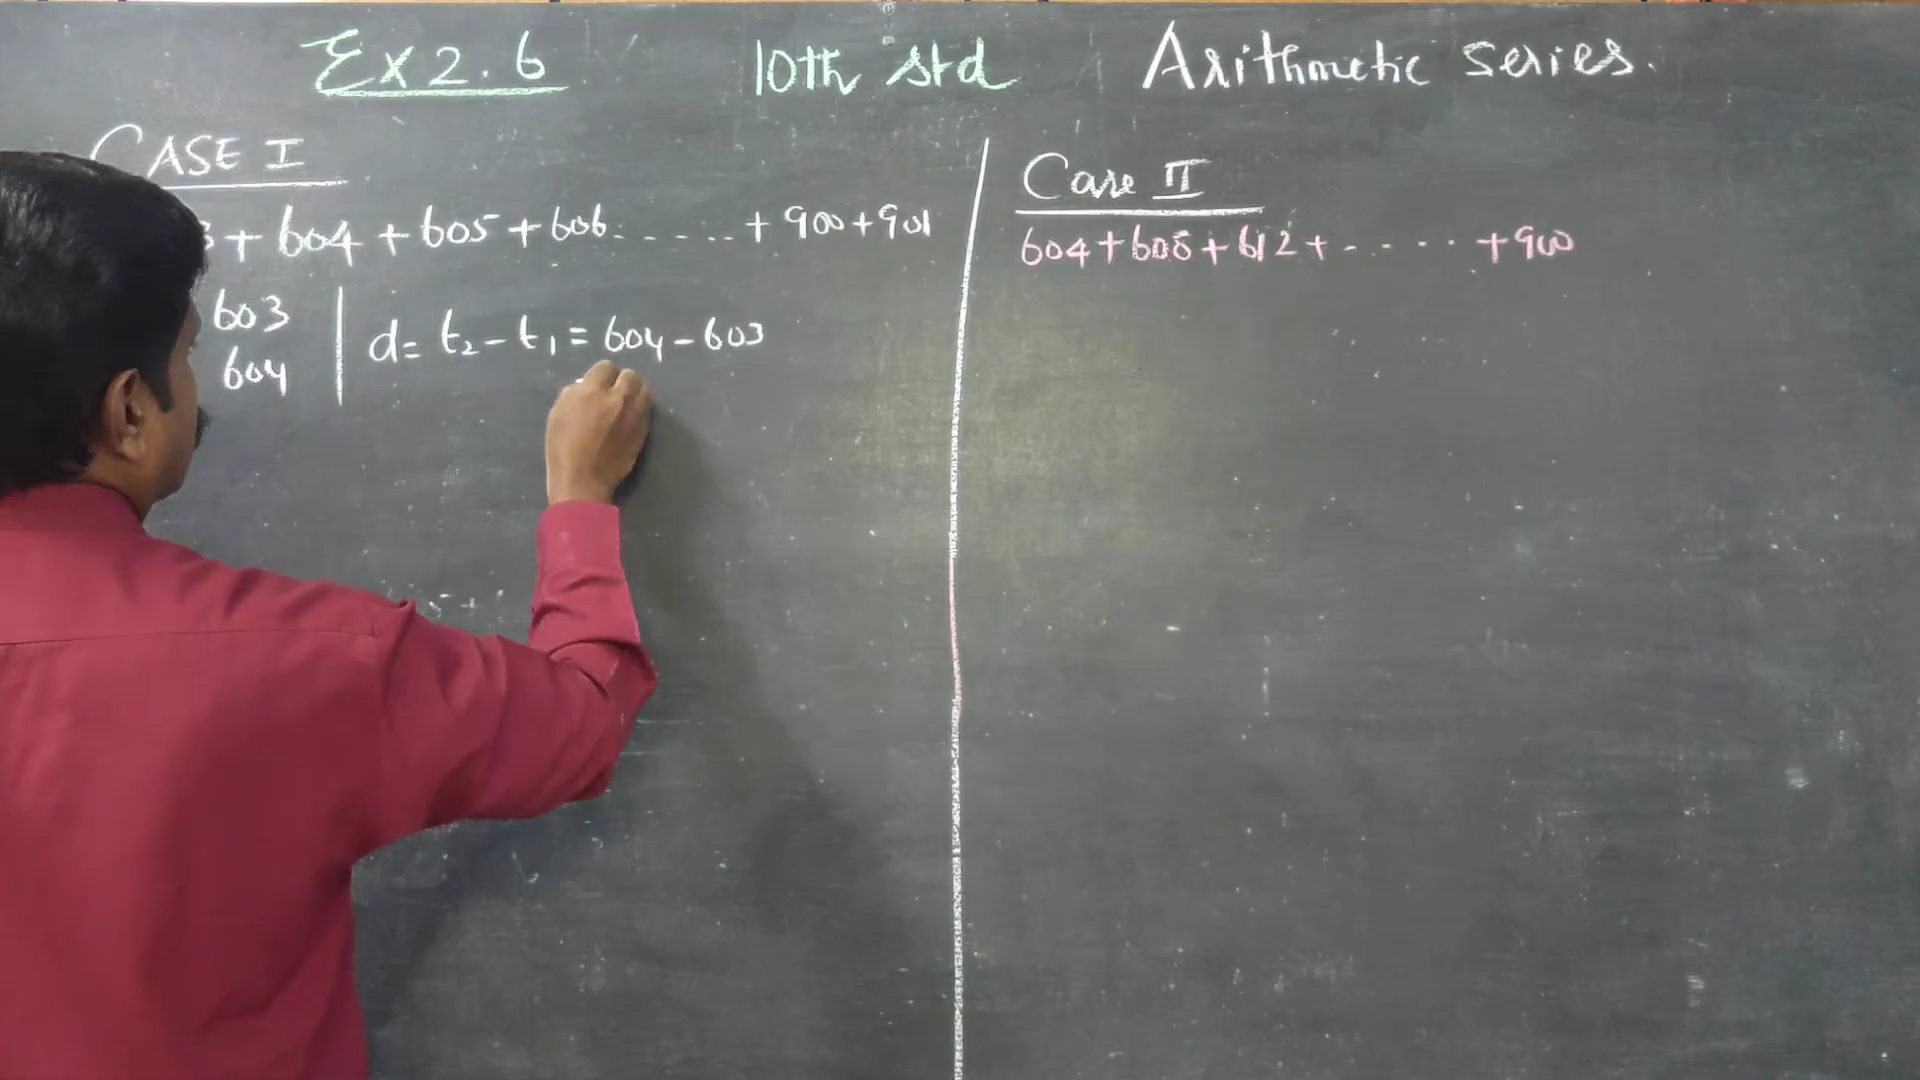 Ex 2.6 10th std Arithmetic series.
CASE I
3 + 604 + 605 + 606 ...... + 900 + 901
603
604
d = t₂ - t₁ = 604 - 603
Case II
604 + 608 + 612 + ..... + 900